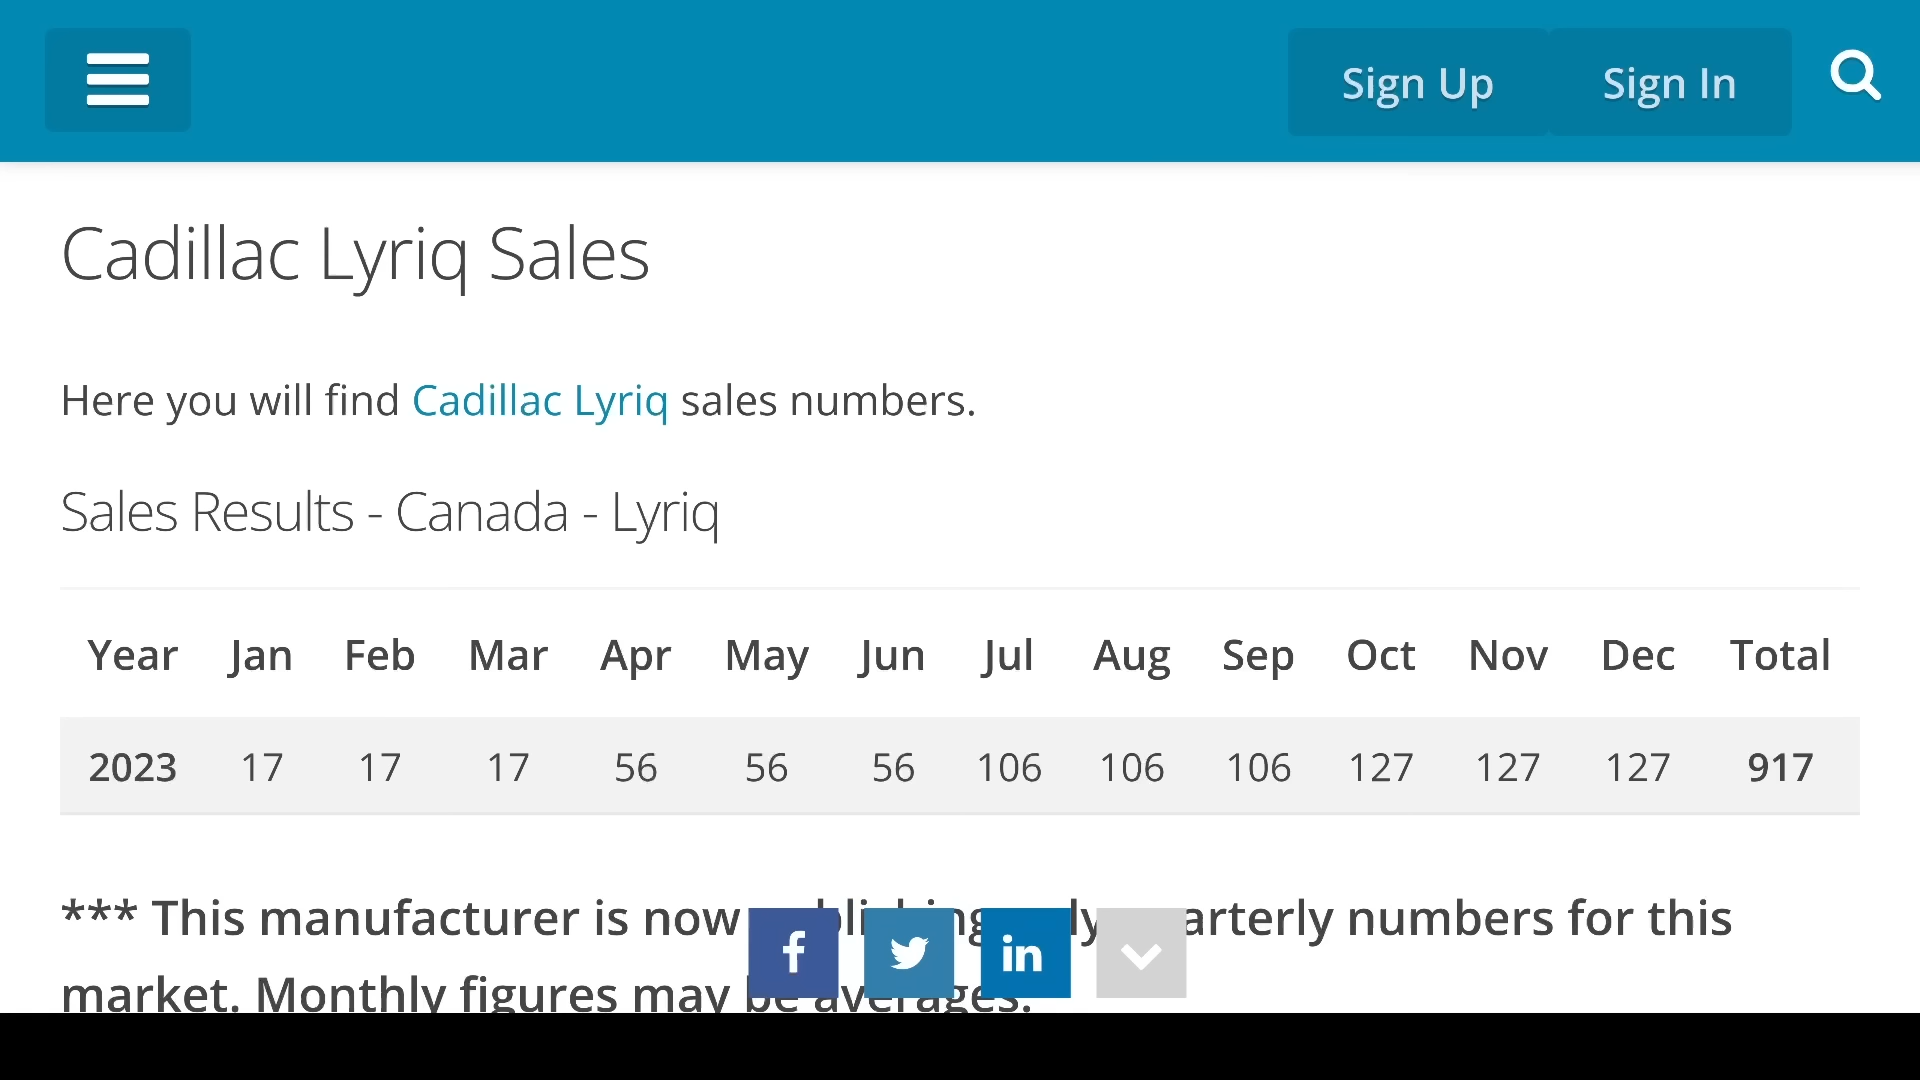 Sign Up Sign In
Cadillac Lyriq Sales
Here you will find Cadillac Lyriq sales numbers.
Sales Results - Canada - Lyriq
Year Jan Feb Mar Apr May Jun Jul Aug Sep Oct Nov Dec Total
2023 17 17 17 56 56 56 106 106 106 127 127 127 917
*** This manufacturer is now numbers for this
market. Monthly figures may be averages.
f in